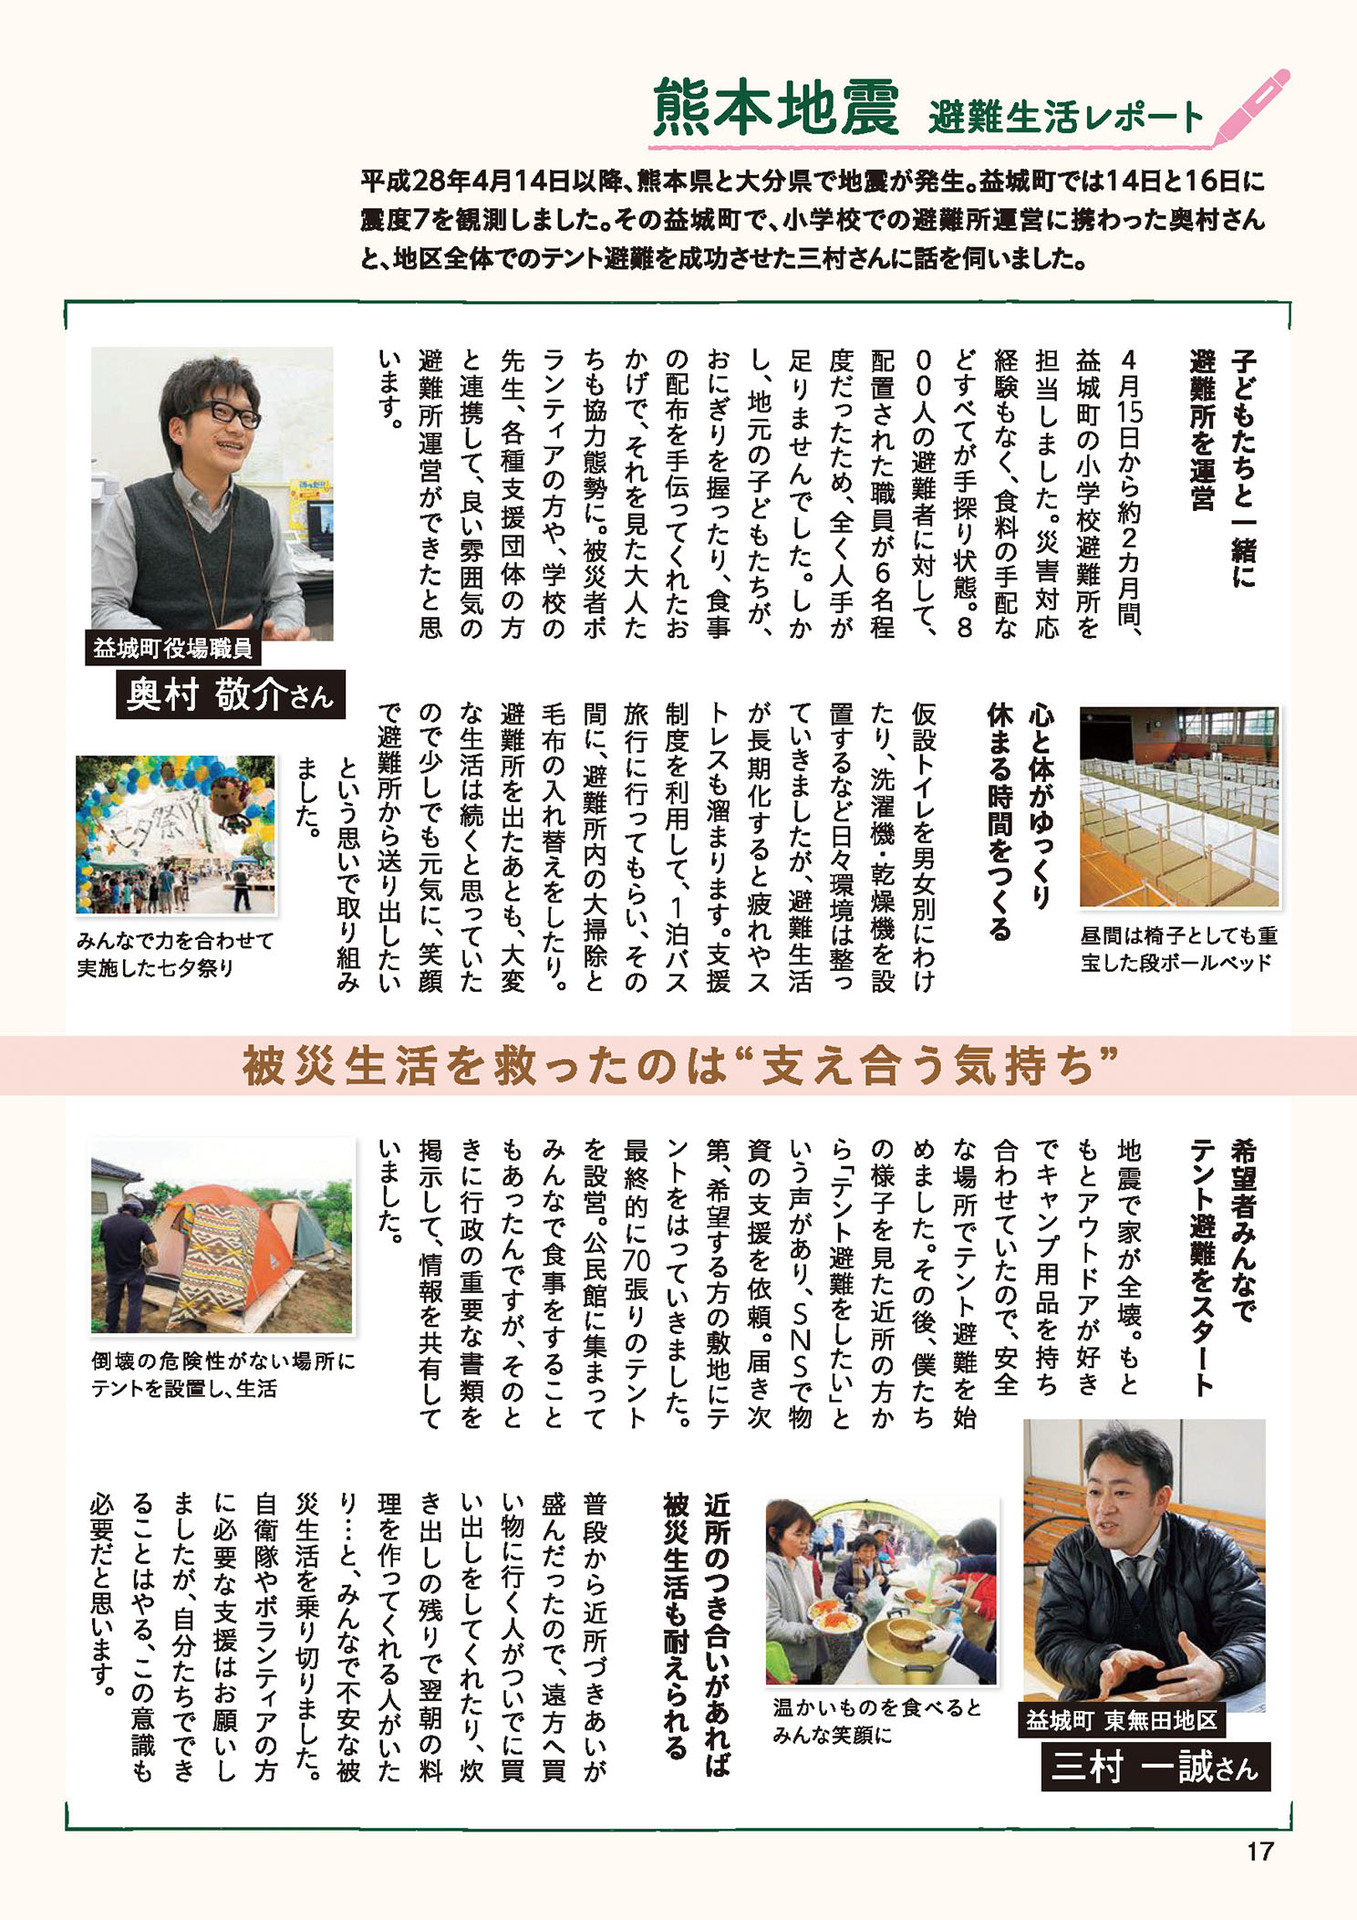 熊本地震 避難生活レポート
平成28年4月14日以降、熊本県と大分県で地震が発生。益城町では14日と16日に
震度7を観測しました。その益城町で、小学校での避難所運営に携わった奥村さん
と、地区全体でのテント避難を成功させた三村さんに話を伺いました。
子どもたちと一緒に
避難所を運営
4月15日から約2カ月間、
益城町の小学校避難所を
担当しました。災害対応
経験もなく、食料の手配な
どすべてが手探り状態。8
00人の避難者に対して、
配置された職員が6名程
度だったため、全く人手が
足りませんでした。しか
し、地元の子どもたちが、
おにぎりを握ったり、食事
の配布を手伝ってくれたお
かげで、それを見た大人た
ちも協力態勢に。被災者ボ
ランティアの方や、学校の
先生、各種支援団体の方
と連携して、良い雰囲気の
避難所運営ができたと思
います。
益城町役場職員
奥村 敬介さん
昼間は椅子としても重
宝した段ボールベッド
心と体がゆっくり
休まる時間をつくる
仮設トイレを男女別にわけ
たり、洗濯機・乾燥機を設
置するなど日々環境は整っ
ていきましたが、避難生活
が長期化すると疲れやス
トレスも溜まります。支援
制度を利用して、1泊バス
旅行に行ってもらい、その
間に、避難所内の大掃除と
毛布の入れ替えをしたり。
避難所を出たあとも、大変
な生活は続くと思っていた
ので少しでも元気に、笑顔
で避難所から送り出したい
という思いで取り組み
ました。
七夕祭り
みんなで力を合わせて
実施した七夕祭り
被災生活を救ったのは“支え合う気持ち”
希望者みんなで
テント避難をスタート
地震で家が全壊。もと
もとアウトドアが好き
でキャンプ用品を持ち
合わせていたので、安全
な場所でテント避難を始
めました。その後、僕たち
の様子を見た近所の方か
ら「テント避難をしたい」と
いう声があり、SNSで物
資の支援を依頼。届き次
第、希望する方の敷地にテ
ントをはっていきました。
最終的に70張りのテント
を設営。公民館に集まって
みんなで食事をすること
もあったんですが、そのと
きに行政の重要な書類を
掲示して、情報を共有して
いました。
倒壊の危険性がない場所に
テントを設置し、生活
益城町 東無田地区
三村 一誠さん
温かいものを食べると
みんな笑顔に
近所のつき合いがあれば
被災生活も耐えられる
普段から近所づきあいが
盛んだったので、遠方へ買
い物に行く人がついでに買
い出しをしてくれたり、炊
き出しの残りで翌朝の料
理を作ってくれる人がいた
り…と、みんなで不安な被
災生活を乗り切りました。
自衛隊やボランティアの方
に必要な支援はお願いし
ましたが、自分たちででき
ることはやる、この意識も
必要だと思います。
17